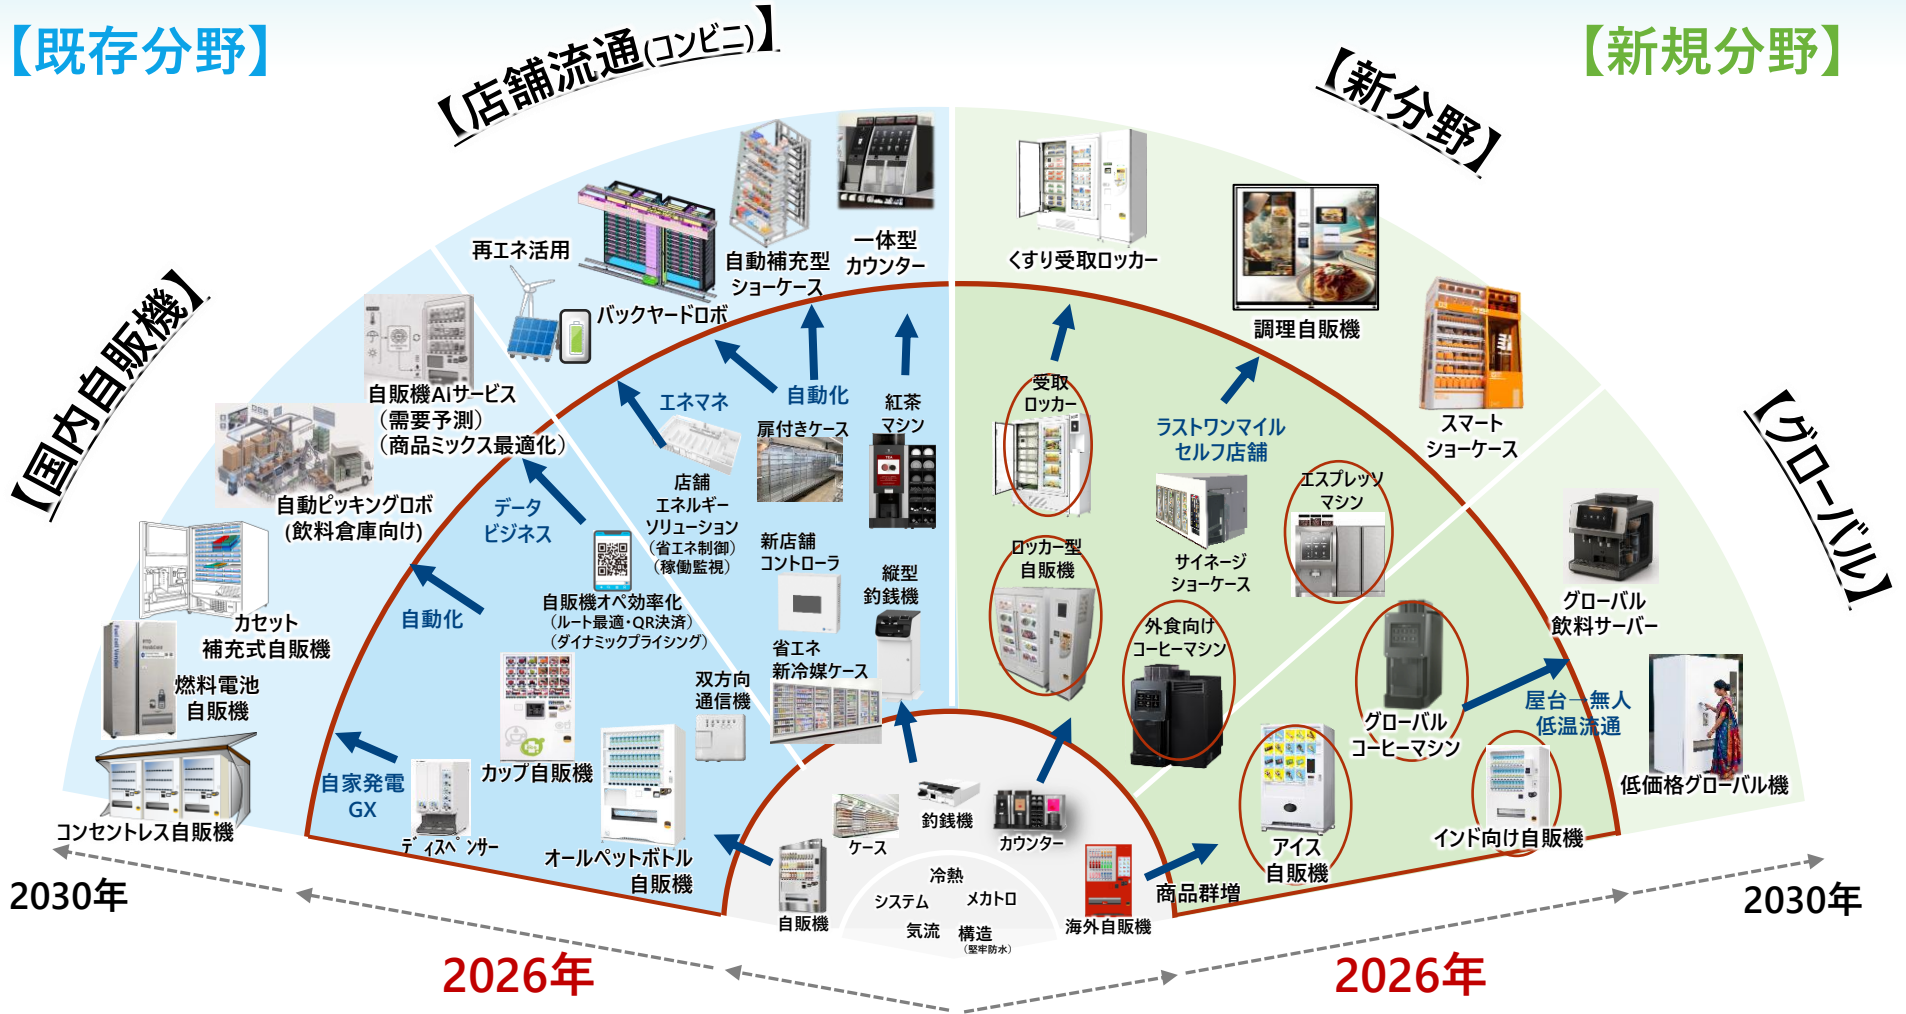 【既存分野】
【新規分野】
【店舗流通(コンビニ)】
【新分野】
【国内自販機】
【グローバル】
再エネ活用
バックヤードロボ
自動補充型
ショーケース
一体型
カウンター
くすり受取ロッカー
調理自販機
スマート
ショーケース
自販機AIサービス
(需要予測)
(商品ミックス最適化)
自動ピッキングロボ
(飲料倉庫向け)
カセット
補充式自販機
燃料電池
自販機
コンセントレス自販機
エネマネ
自動化
扉付きケース
紅茶
マシン
店舗
エネルギー
ソリューション
(省エネ制御)
(稼働監視)
新店舗
コントローラ
縦型
釣銭機
省エネ
新冷媒ケース
データ
ビジネス
自動化
自販機オペ効率化
(ルート最適・QR決済)
(ダイナミックプライシング)
双方向
通信機
カップ自販機
自家発電
GX
ディスペンサー
オールペットボトル
自販機
受取
ロッカー
ラストワンマイル
セルフ店舗
サイネージ
ショーケース
エスプレッソ
マシン
ロッカー型
自販機
外食向け
コーヒーマシン
グローバル
コーヒーマシン
グローバル
飲料サーバー
屋台→無人
低温流通
低価格グローバル機
インド向け自販機
アイス
自販機
商品群増
ケース
釣銭機
カウンター
自販機
海外自販機
冷熱
システム
メカトロ
気流
構造
(堅牢防水)
2030年
2026年
2026年
2030年